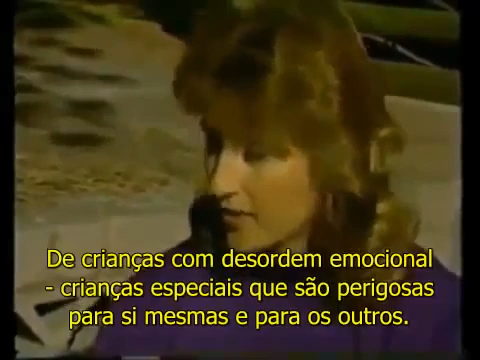 De crianças com desordem emocional
- crianças especiais que são perigosas
para si mesmas e para os outros.